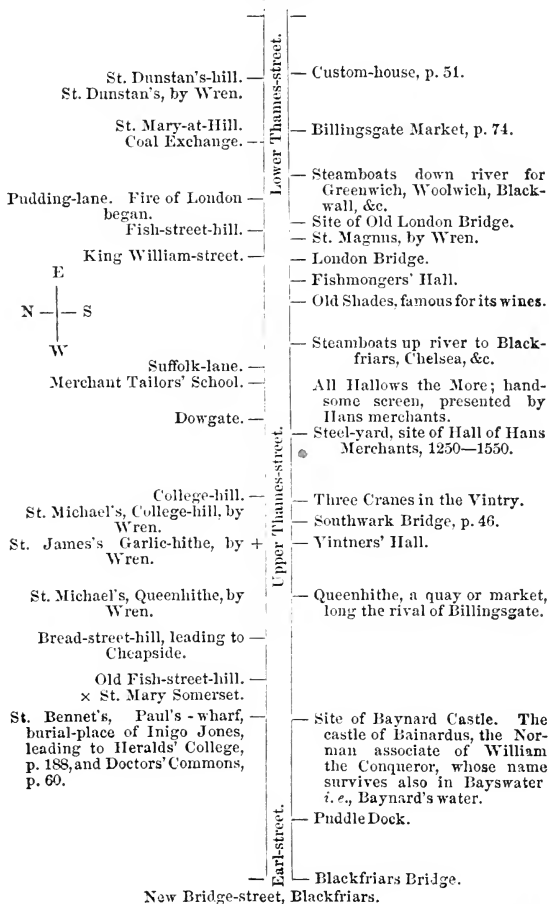 Lower Thames-street.
St. Dunstan's-hill.
St. Dunstan's, by Wren.
St. Mary-at-Hill.
Coal Exchange.
Pudding-lane. Fire of London
began.
Fish-street-hill.
King William-street.
E
N S
W
Suffolk-lane.
Merchant Tailors' School.
Dowgate.
Upper Thames-street.
College-hill.
St. Michael's, College-hill, by
Wren.
St. James's Garlic-hithe, by +
Wren.
St. Michael's, Queenhithe, by
Wren.
Bread-street-hill, leading to
Cheapside.
Old Fish-street-hill.
× St. Mary Somerset.
St. Bennet's, Paul's-wharf,
burial-place of Inigo Jones,
leading to Heralds' College,
p. 188, and Doctors' Commons,
p. 60.
Earl-street.
Custom-house, p. 51.
Billingsgate Market, p. 74.
Steamboats down river for
Greenwich, Woolwich, Black-
wall, &c.
Site of Old London Bridge.
St. Magnus, by Wren.
London Bridge.
Fishmongers' Hall.
Old Shades, famous for its wines.
Steamboats up river to Black-
friars, Chelsea, &c.
All Hallows the More; hand-
some screen, presented by
Hans merchants.
Steel-yard, site of Hall of Hans
Merchants, 1250—1550.
Three Cranes in the Vintry.
Southwark Bridge, p. 46.
Vintners' Hall.
Queenhithe, a quay or market,
long the rival of Billingsgate.
Site of Baynard Castle. The
castle of Bainardus, the Nor-
man associate of William
the Conqueror, whose name
survives also in Bayswater
i. e., Baynard's water.
Puddle Dock.
Blackfriars Bridge.
New Bridge-street, Blackfriars.